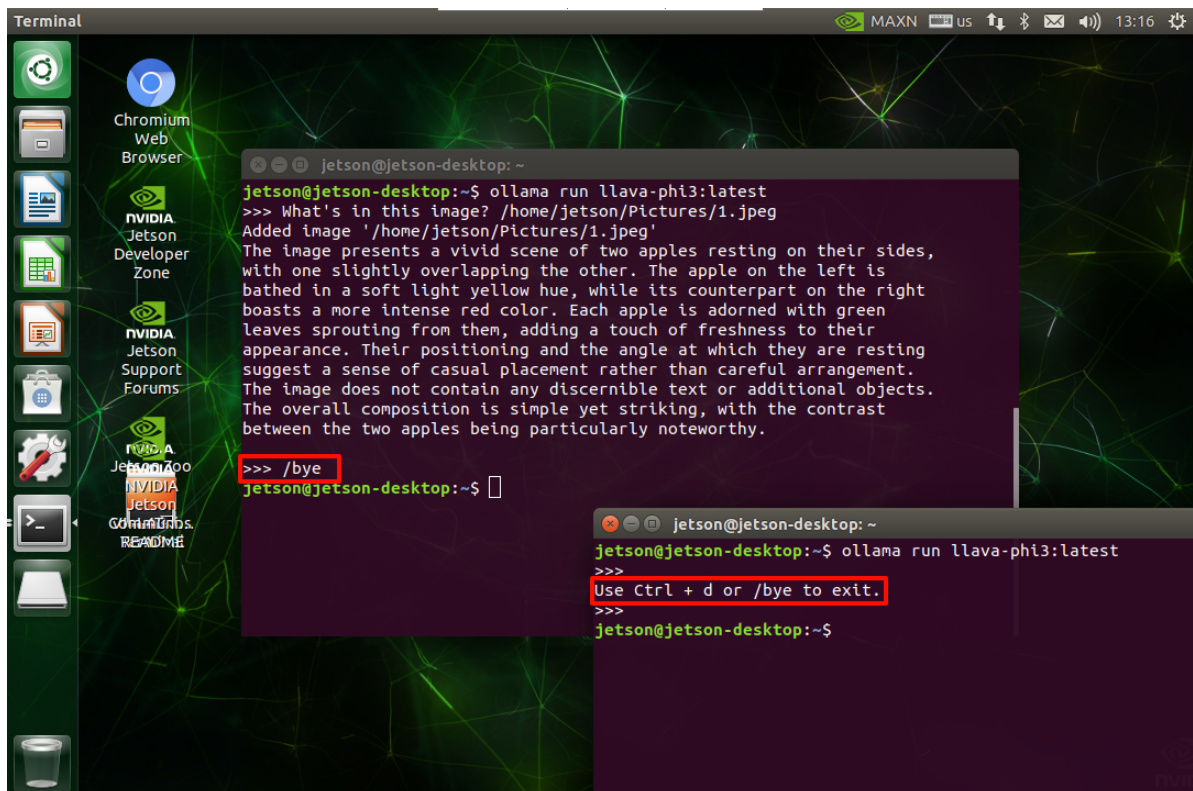 Terminal
MAXN us 13:16
Chromium
Web
Browser
NVIDIA
Jetson
Developer
Zone
NVIDIA
Jetson
Support
Forums
Jetson Zoo
NVIDIA
Jetson
README
jetson@jetson-desktop: ~
jetson@jetson-desktop:~$ ollama run llava-phi3:latest
>>> What's in this image? /home/jetson/Pictures/1.jpeg
Added image '/home/jetson/Pictures/1.jpeg'
The image presents a vivid scene of two apples resting on their sides,
with one slightly overlapping the other. The apple on the left is
bathed in a soft light yellow hue, while its counterpart on the right
boasts a more intense red color. Each apple is adorned with green
leaves sprouting from them, adding a touch of freshness to their
appearance. Their positioning and the angle at which they are resting
suggest a sense of casual placement rather than careful arrangement.
The image does not contain any discernible text or additional objects.
The overall composition is simple yet striking, with the contrast
between the two apples being particularly noteworthy.
>>> /bye
jetson@jetson-desktop:~$
jetson@jetson-desktop: ~
jetson@jetson-desktop:~$ ollama run llava-phi3:latest
>>>
Use Ctrl + d or /bye to exit.
>>>
jetson@jetson-desktop:~$